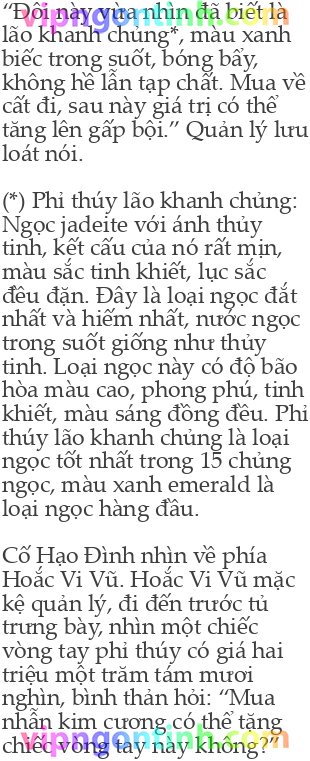 “Đôi này vừa nhìn đã biết là
vipngontinh.com
lão khanh chủng*, màu xanh
biếc trong suốt, bóng bẩy,
không hề lẫn tạp chất. Mua về
cất đi, sau này giá trị có thể
tăng lên gấp bội.” Quản lý lưu
loát nói.
(*) Phỉ thúy lão khanh chủng:
Ngọc jadeite với ánh thủy
tinh, kết cấu của nó rất mịn,
màu sắc tinh khiết, lục sắc
đều đặn. Đây là loại ngọc đắt
nhất và hiếm nhất, nước ngọc
trong suốt giống như thủy
tinh. Loại ngọc này có độ bão
hòa màu cao, phong phú, tinh
khiết, màu sáng đồng đều. Phỉ
thúy lão khanh chủng là loại
ngọc tốt nhất trong 15 chủng
ngọc, màu xanh emerald là
loại ngọc hàng đầu.
Cố Hạo Đình nhìn về phía
Hoắc Vi Vũ. Hoắc Vi Vũ mặc
kệ quản lý, đi đến trước tủ
trưng bày, nhìn một chiếc
vòng tay phỉ thúy có giá hai
triệu một trăm tám mươi
nghìn, bình thản hỏi: “Mua
nhẫn kim cương có thể tặng
vipngontinh.com
chiếc vòng tay này không?”